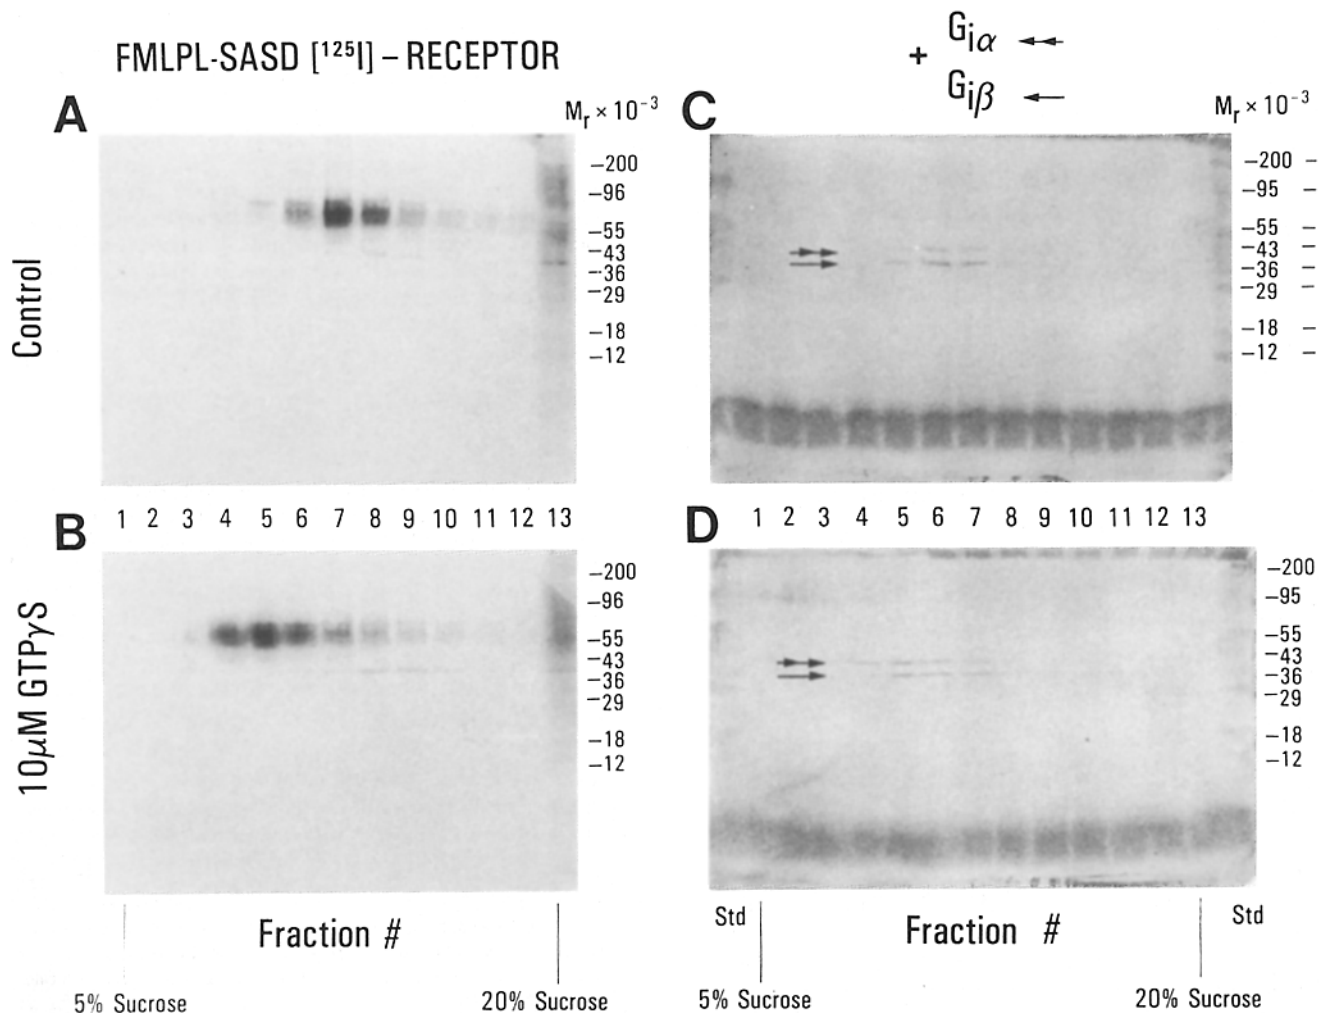 FMLPL-SASD [¹²⁵I] – RECEPTOR
+ Giα
Giβ
A
Mr × 10⁻³
C
Mr × 10⁻³
Control
–200
–96
–55
–43
–36
–29
–18
–12
–200 –
–95 –
–55 –
–43 –
–36 –
–29 –
–18 –
–12 –
B
1 2 3 4 5 6 7 8 9 10 11 12 13
D
1 2 3 4 5 6 7 8 9 10 11 12 13
10μM GTPγS
–200
–96
–55
–43
–36
–29
–18
–12
–200
–95
–55
–43
–36
–29
–18
–12
Fraction #
Std
Fraction #
Std
5% Sucrose
20% Sucrose
5% Sucrose
20% Sucrose